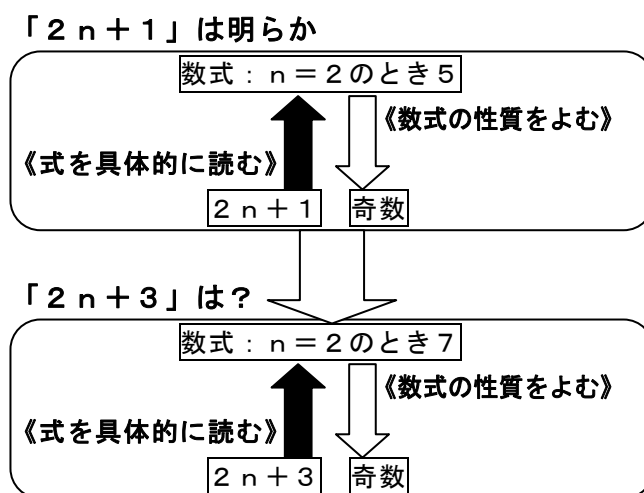 「２ｎ＋１」は明らか
数式：ｎ＝２のとき５
《数式の性質をよむ》
《式を具体的に読む》
２ｎ＋１
奇数
「２ｎ＋３」は？
数式：ｎ＝２のとき７
《数式の性質をよむ》
《式を具体的に読む》
２ｎ＋３
奇数